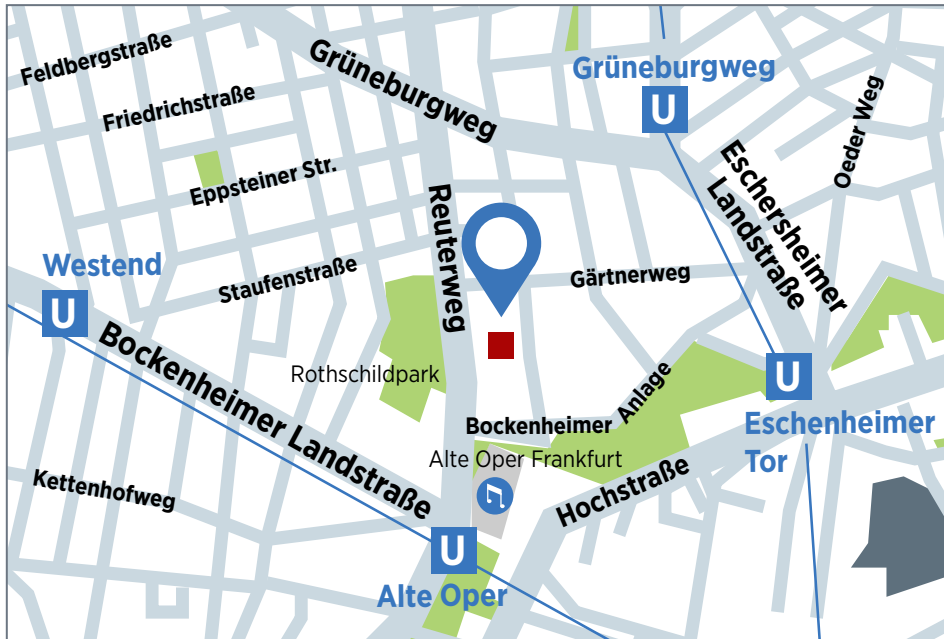 Feldbergstraße
Grüneburgweg
Grüneburgweg
U
Friedrichstraße
Oeder Weg
Eppsteiner Str.
Eschersheimer
Landstraße
Reuterweg
Westend
U
Staufenstraße
Gärtnerweg
Bockenheimer Landstraße
Rothschildpark
U
Eschenheimer
Tor
Bockenheimer Anlage
Alte Oper Frankfurt
Hochstraße
Kettenhofweg
U
Alte Oper